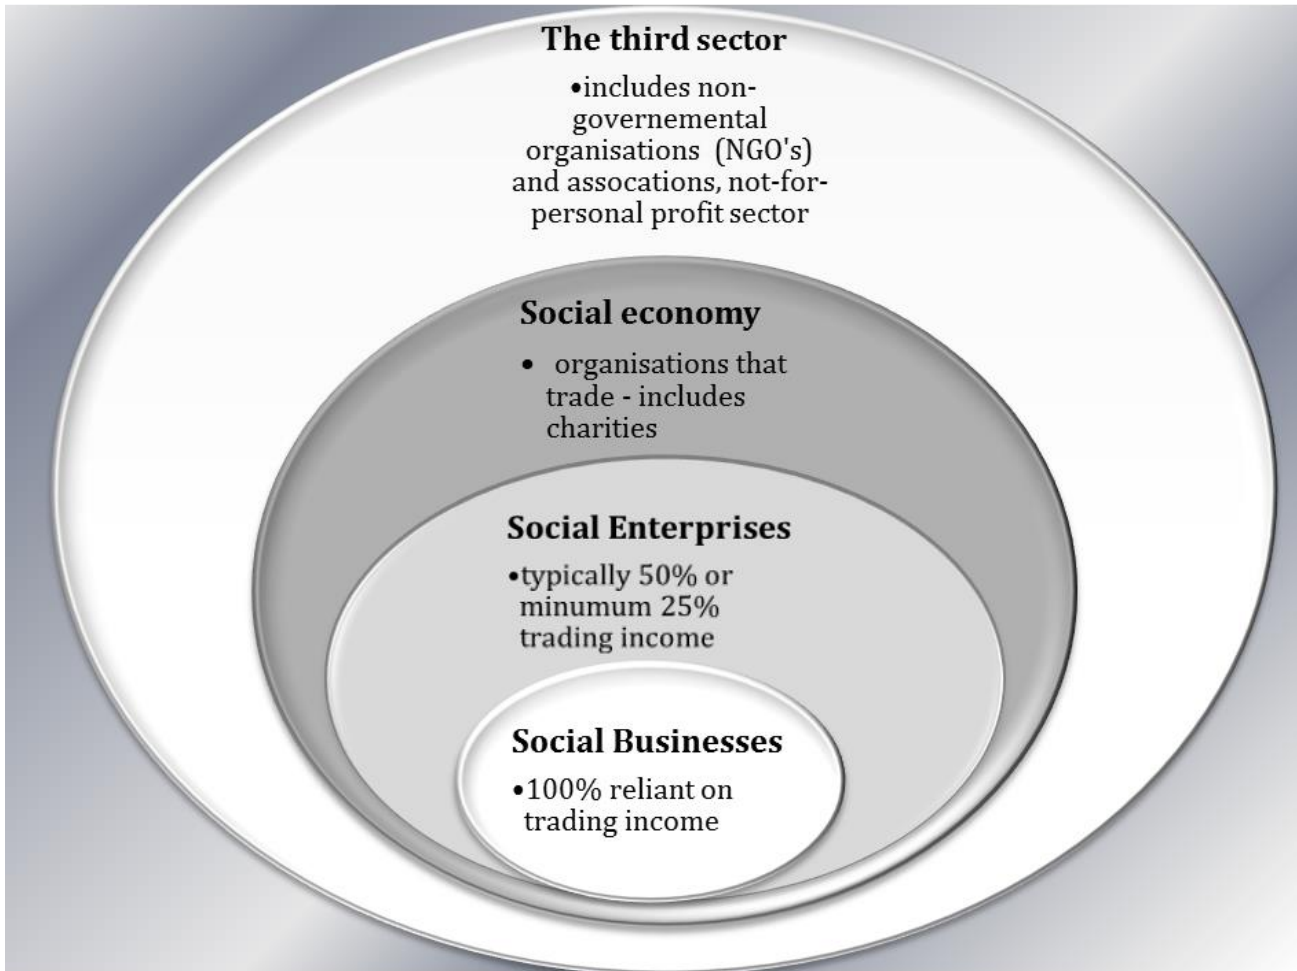 The third sector
•includes non-
governemental
organisations (NGO's)
and assocations, not-for-
personal profit sector
Social economy
• organisations that
trade - includes
charities
Social Enterprises
•typically 50% or
minumum 25%
trading income
Social Businesses
•100% reliant on
trading income